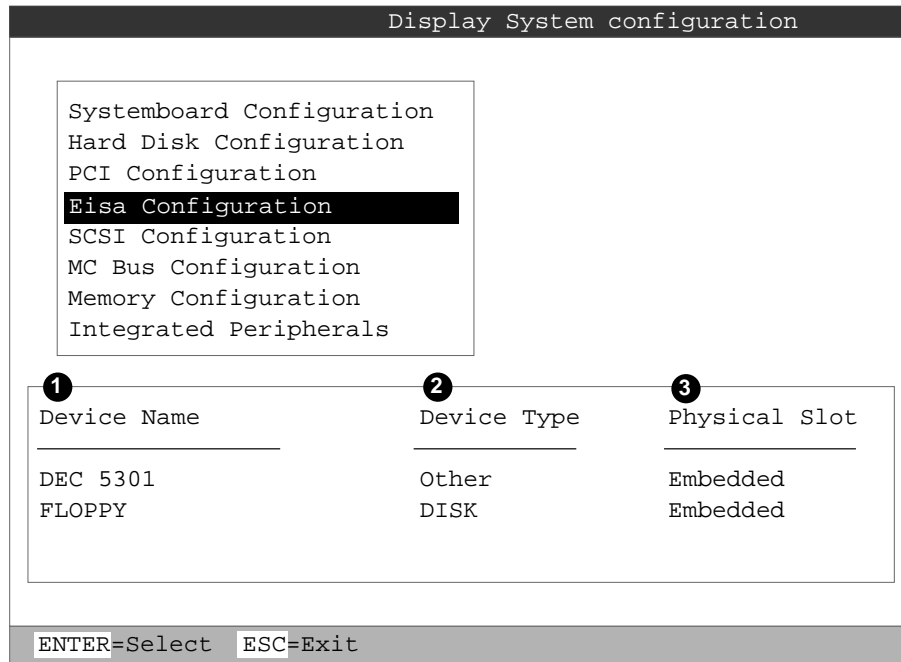 Display System configuration
Systemboard Configuration
Hard Disk Configuration
PCI Configuration
Eisa Configuration
SCSI Configuration
MC Bus Configuration
Memory Configuration
Integrated Peripherals
1 2 3
Device Name Device Type Physical Slot
DEC 5301 Other Embedded
FLOPPY DISK Embedded
ENTER=Select ESC=Exit